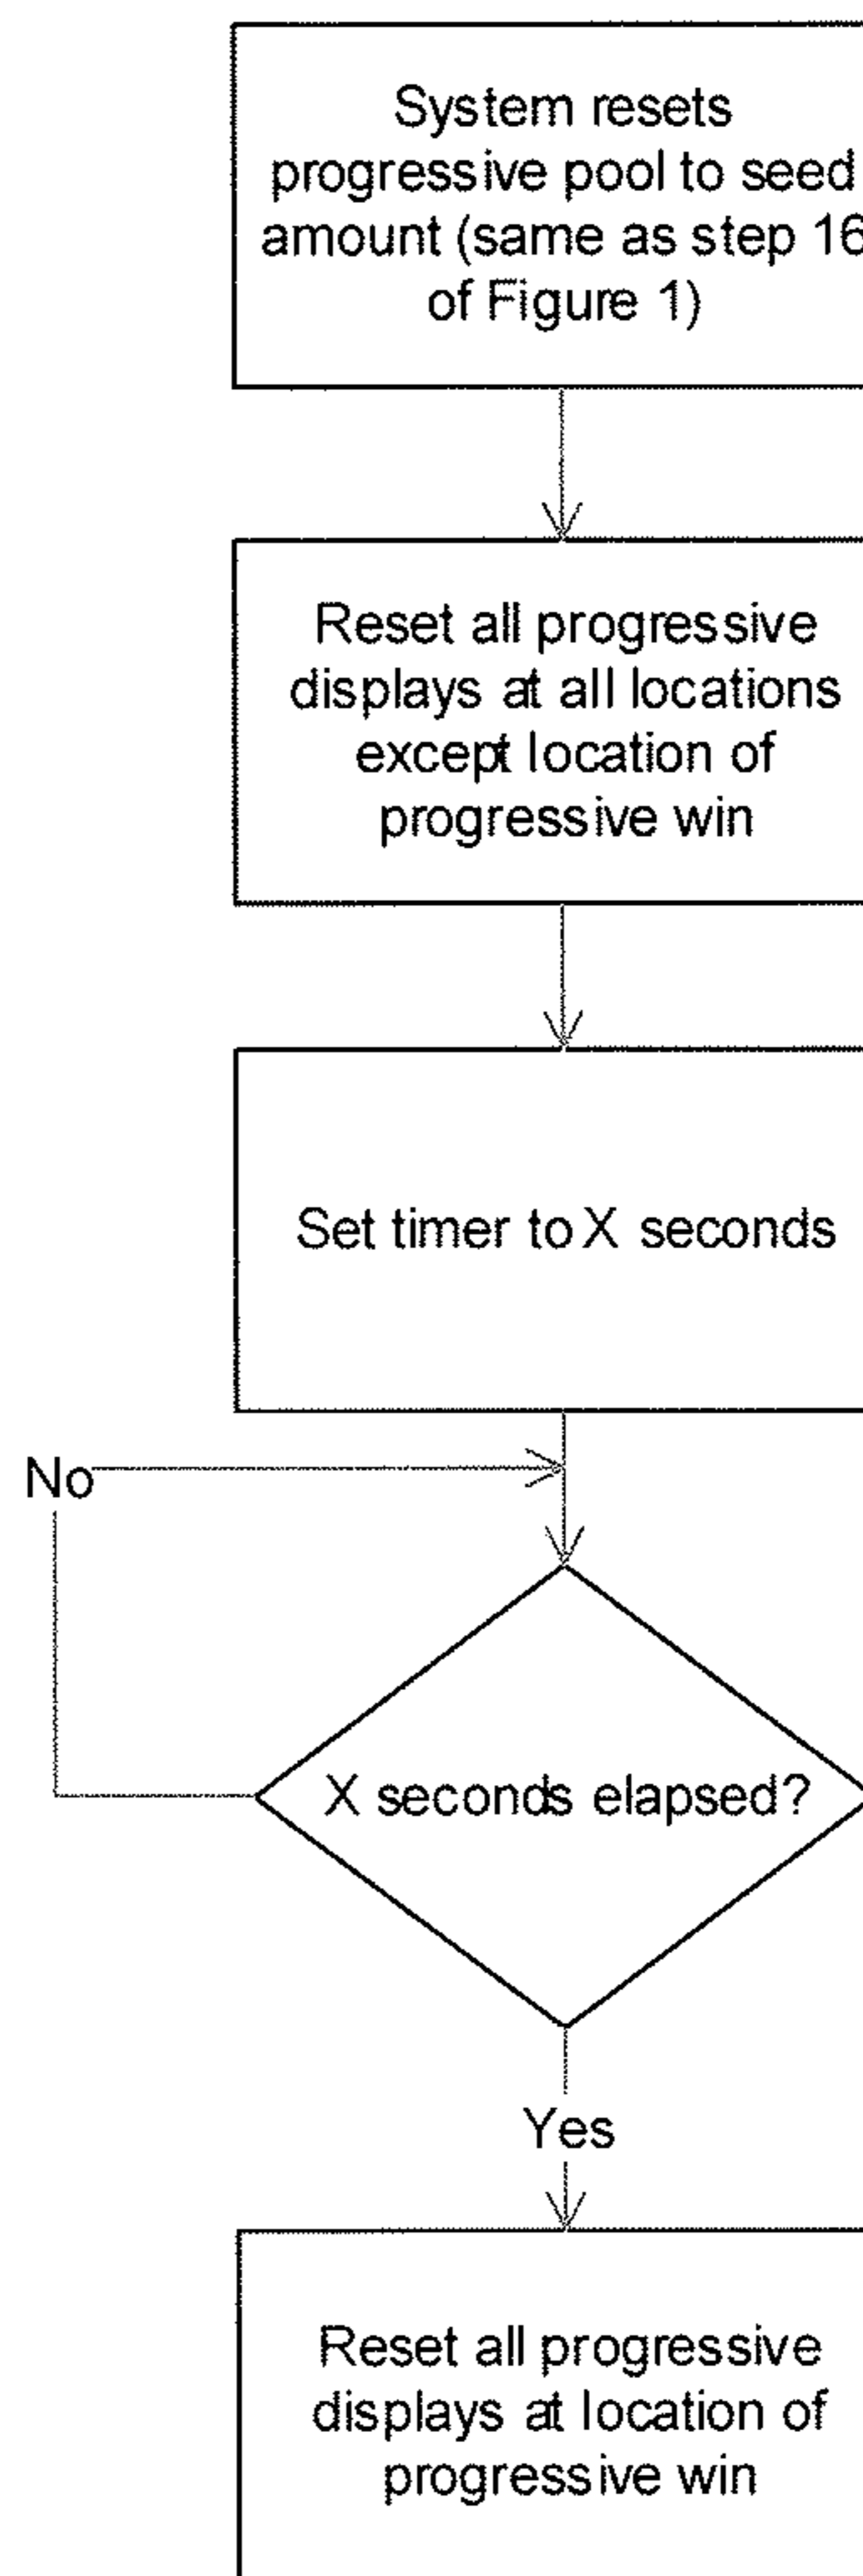 System resets
progressive pool to seed
amount (same as step 16
of Figure 1)
Reset all progressive
displays at all locations
except location of
progressive win
Set timer to X seconds
No
X seconds elapsed?
Yes
Reset all progressive
displays at location of
progressive win